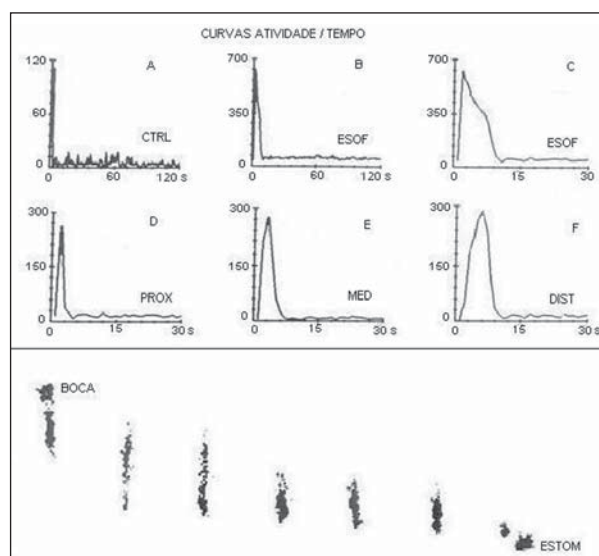 CURVAS ATIVIDADE / TEMPO
120 A
60
CTRL
0
0 60 120 s
700 B
350
ESOF
0
0 60 120
700 C
350
ESOF
0
0 15 30
300 D
150
PROX
0
0 15 30 s
300 E
150
MED
0
0 15 30 s
300 F
150
DIST
0
0 15 30
BOCA
ESTOM